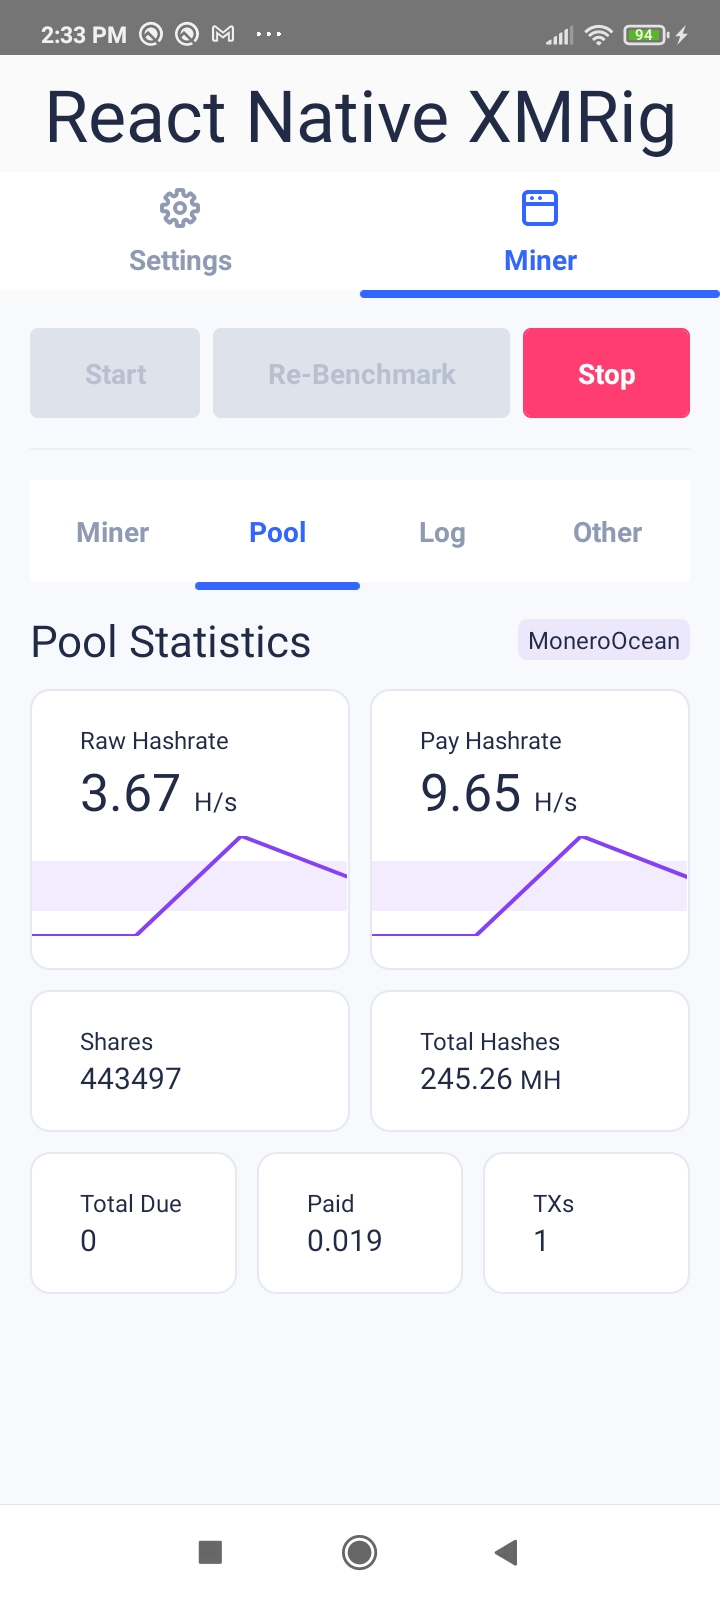 2:33 PM 94
React Native XMRig
Settings Miner
Start Re-Benchmark Stop
Miner Pool Log Other
Pool Statistics MoneroOcean
Raw Hashrate Pay Hashrate
3.67 H/s 9.65 H/s
Shares Total Hashes
443497 245.26 MH
Total Due Paid TXs
0 0.019 1